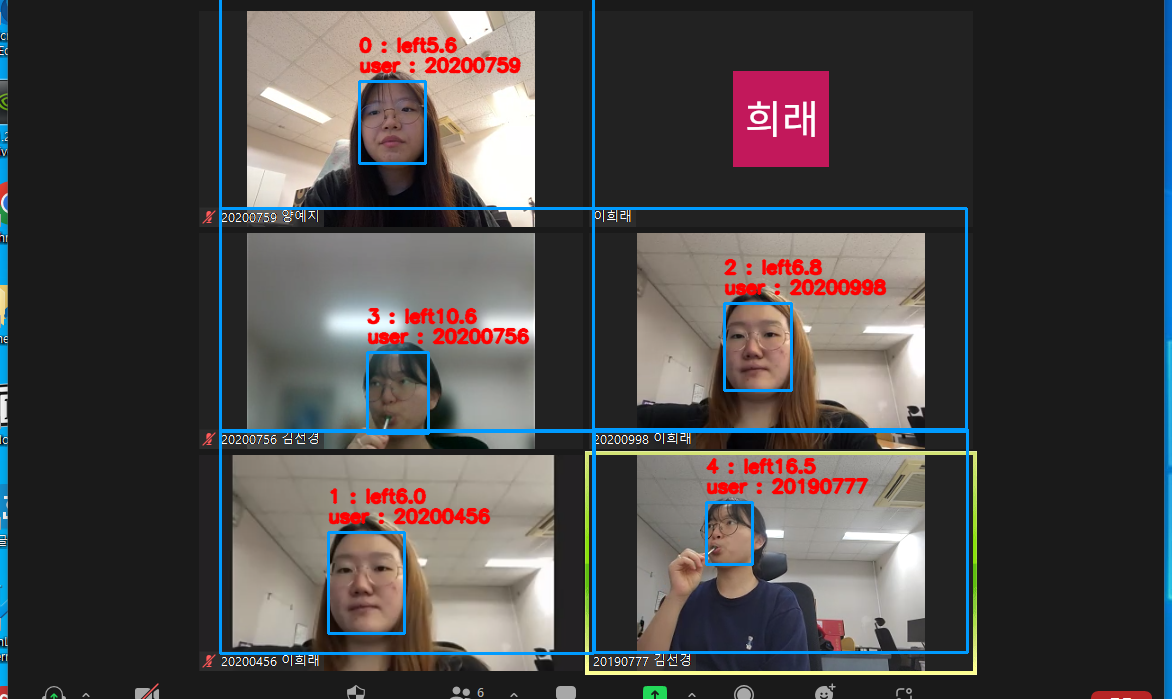 0 : left5.6
user : 20200759
20200759 양예지
희래
이희래
3 : left10.6
user : 20200756
20200756 김선경
2 : left6.8
user : 20200998
20200998 이희래
1 : left6.0
user : 20200456
20200456 이희래
4 : left16.5
user : 20190777
20190777 김선경
6